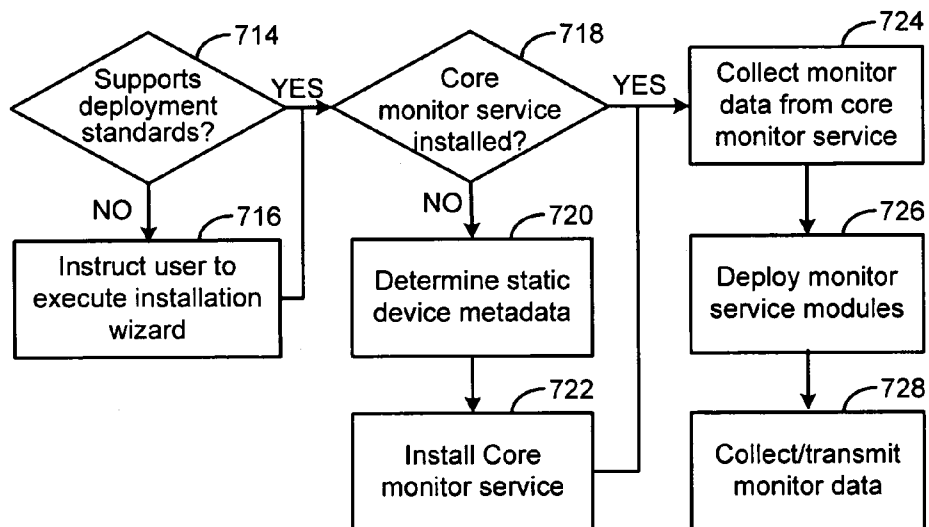 714
Supports
deployment
standards?
YES
NO
716
Instruct user to
execute installation
wizard
718
Core
monitor service
installed?
YES
NO
720
Determine static
device metadata
722
Install Core
monitor service
724
Collect monitor
data from core
monitor service
726
Deploy monitor
service modules
728
Collect/transmit
monitor data